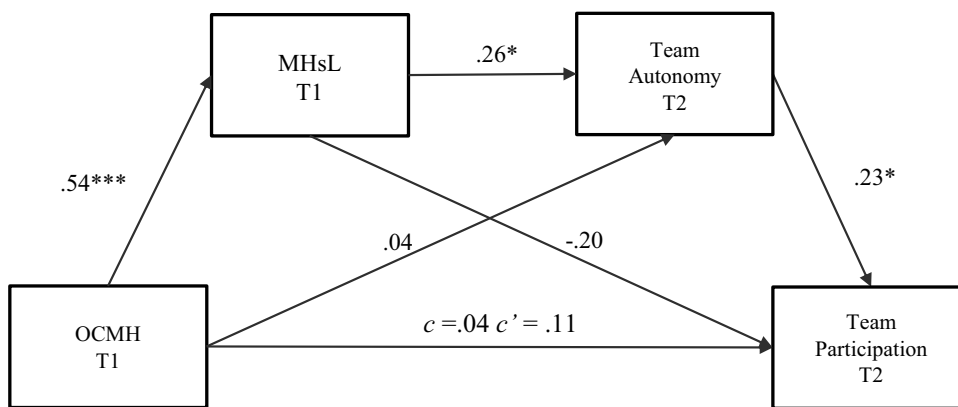 MHsL
T1
.26*
Team
Autonomy
T2
.54***
.23*
.04
-.20
OCMH
T1
c =.04 c’ = .11
Team
Participation
T2